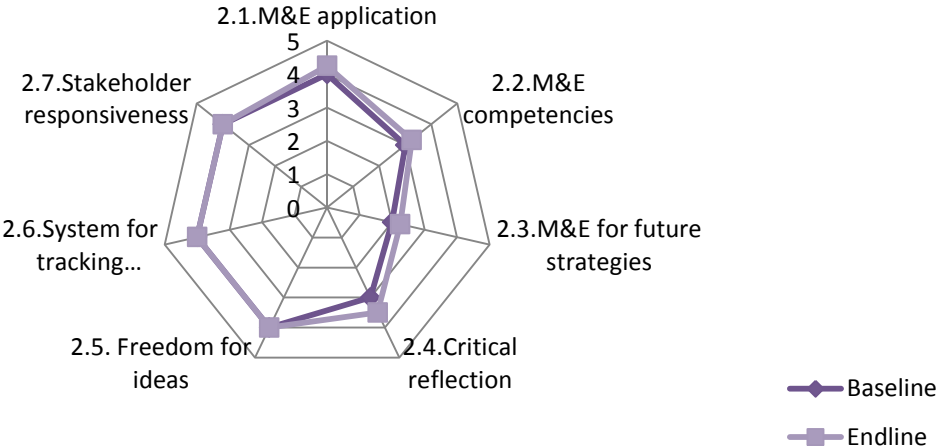 2.1.M&E application
5
4
3
2
1
0
2.2.M&E
competencies
2.3.M&E for future
strategies
2.4.Critical
reflection
2.5. Freedom for
ideas
2.6.System for
tracking...
2.7.Stakeholder
responsiveness
Baseline
Endline